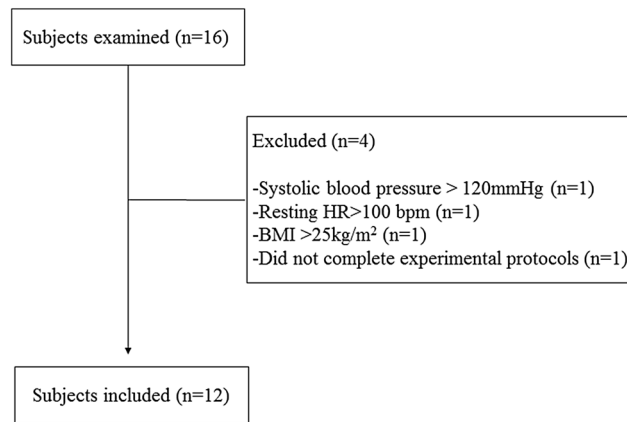 Subjects examined (n=16)
Excluded (n=4)
-Systolic blood pressure > 120mmHg (n=1)
-Resting HR>100 bpm (n=1)
-BMI >25kg/m² (n=1)
-Did not complete experimental protocols (n=1)
Subjects included (n=12)